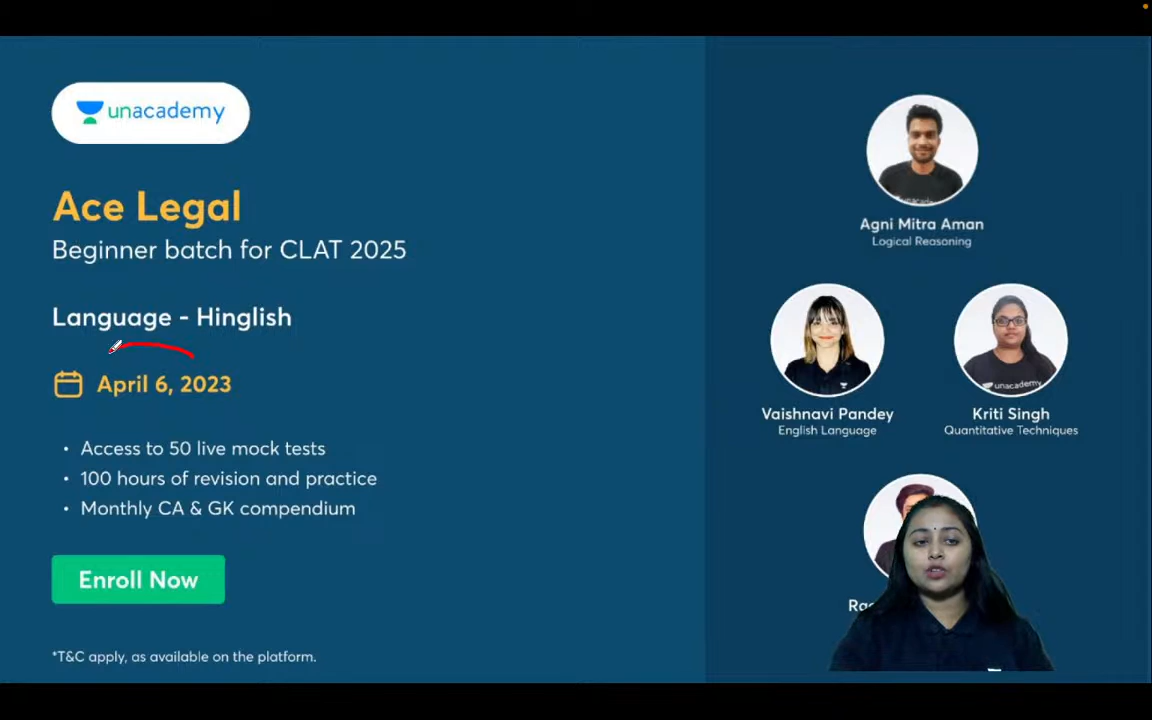 unacademy
Ace Legal
Beginner batch for CLAT 2025
Language - Hinglish
April 6, 2023
• Access to 50 live mock tests
• 100 hours of revision and practice
• Monthly CA & GK compendium
Enroll Now
*T&C apply, as available on the platform.
Agni Mitra Aman
Logical Reasoning
Vaishnavi Pandey
English Language
Kriti Singh
Quantitative Techniques
unacademy